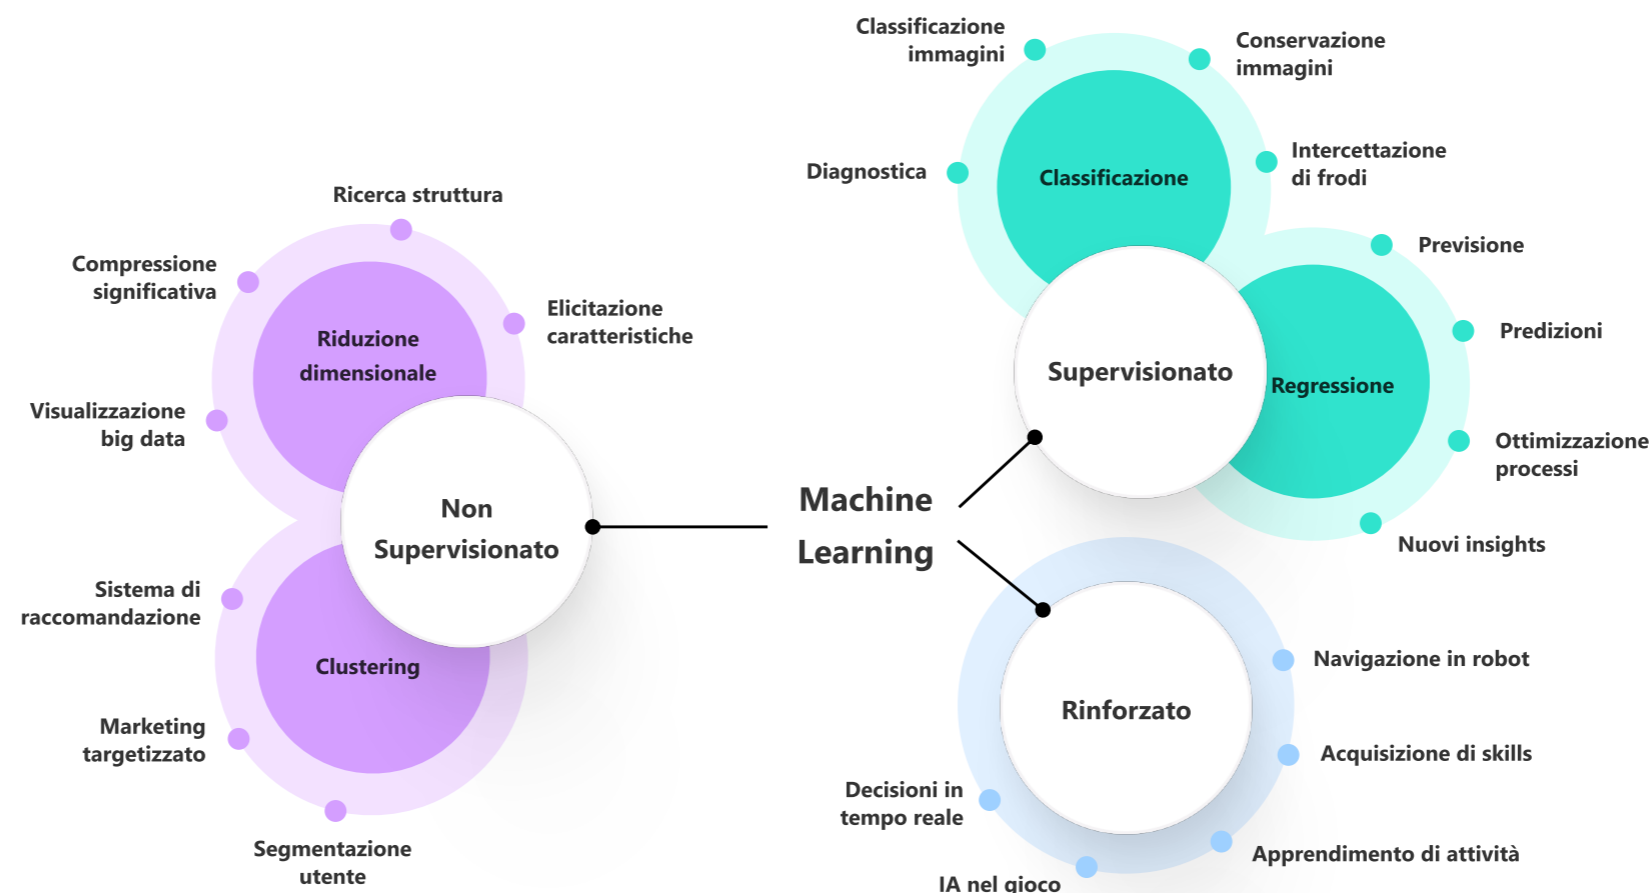 Machine
Learning
Non
Supervisionato
Riduzione
dimensionale
Ricerca struttura
Compressione
significativa
Elicitazione
caratteristiche
Visualizzazione
big data
Clustering
Sistema di
raccomandazione
Marketing
targetizzato
Segmentazione
utente
Supervisionato
Classificazione
Classificazione
immagini
Conservazione
immagini
Diagnostica
Intercettazione
di frodi
Regressione
Previsione
Predizioni
Ottimizzazione
processi
Nuovi insights
Rinforzato
Navigazione in robot
Acquisizione di skills
Apprendimento di attività
IA nel gioco
Decisioni in
tempo reale